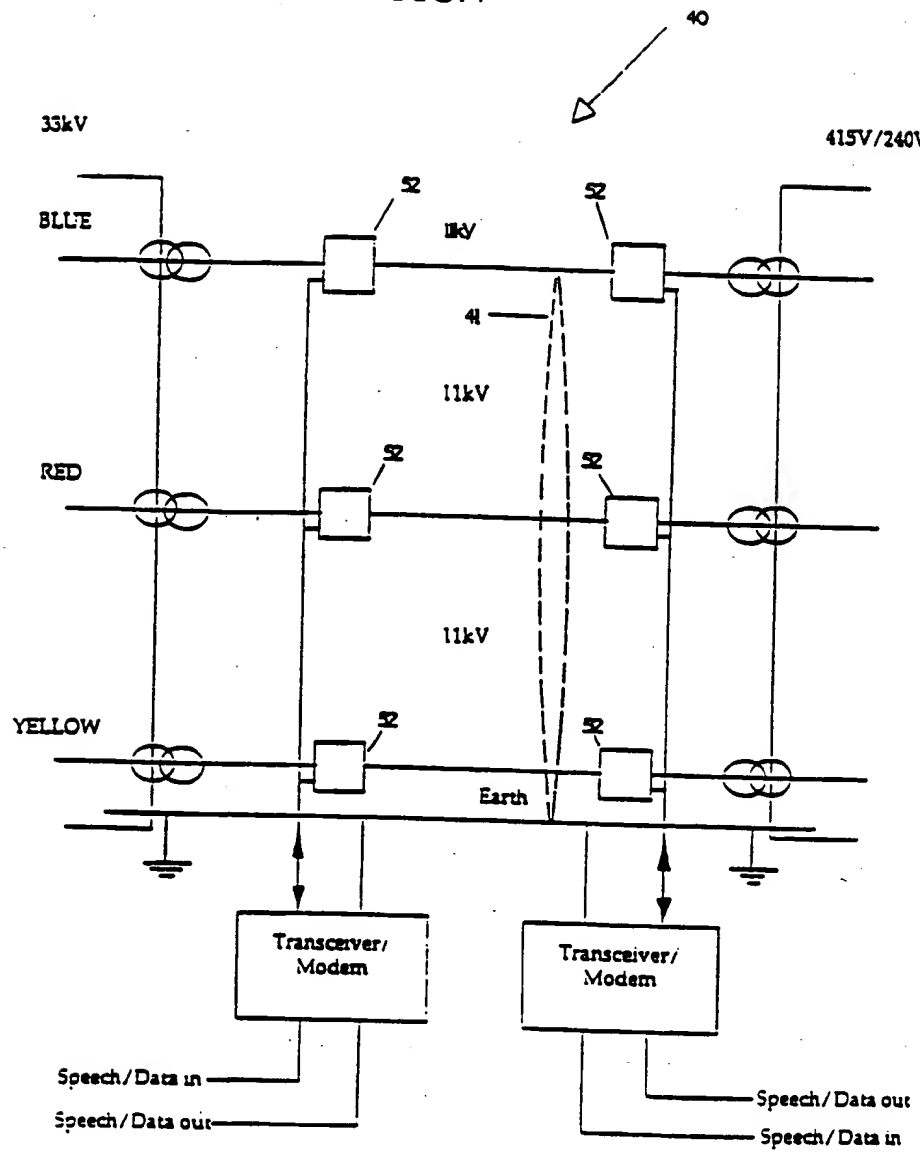 40
33kV
415V/240V
BLUE
52
52
11kV
41
11kV
RED
52
52
11kV
YELLOW
52
52
Earth
Transceiver/
Modem
Transceiver/
Modem
Speech/Data in
Speech/Data out
Speech/Data out
Speech/Data in